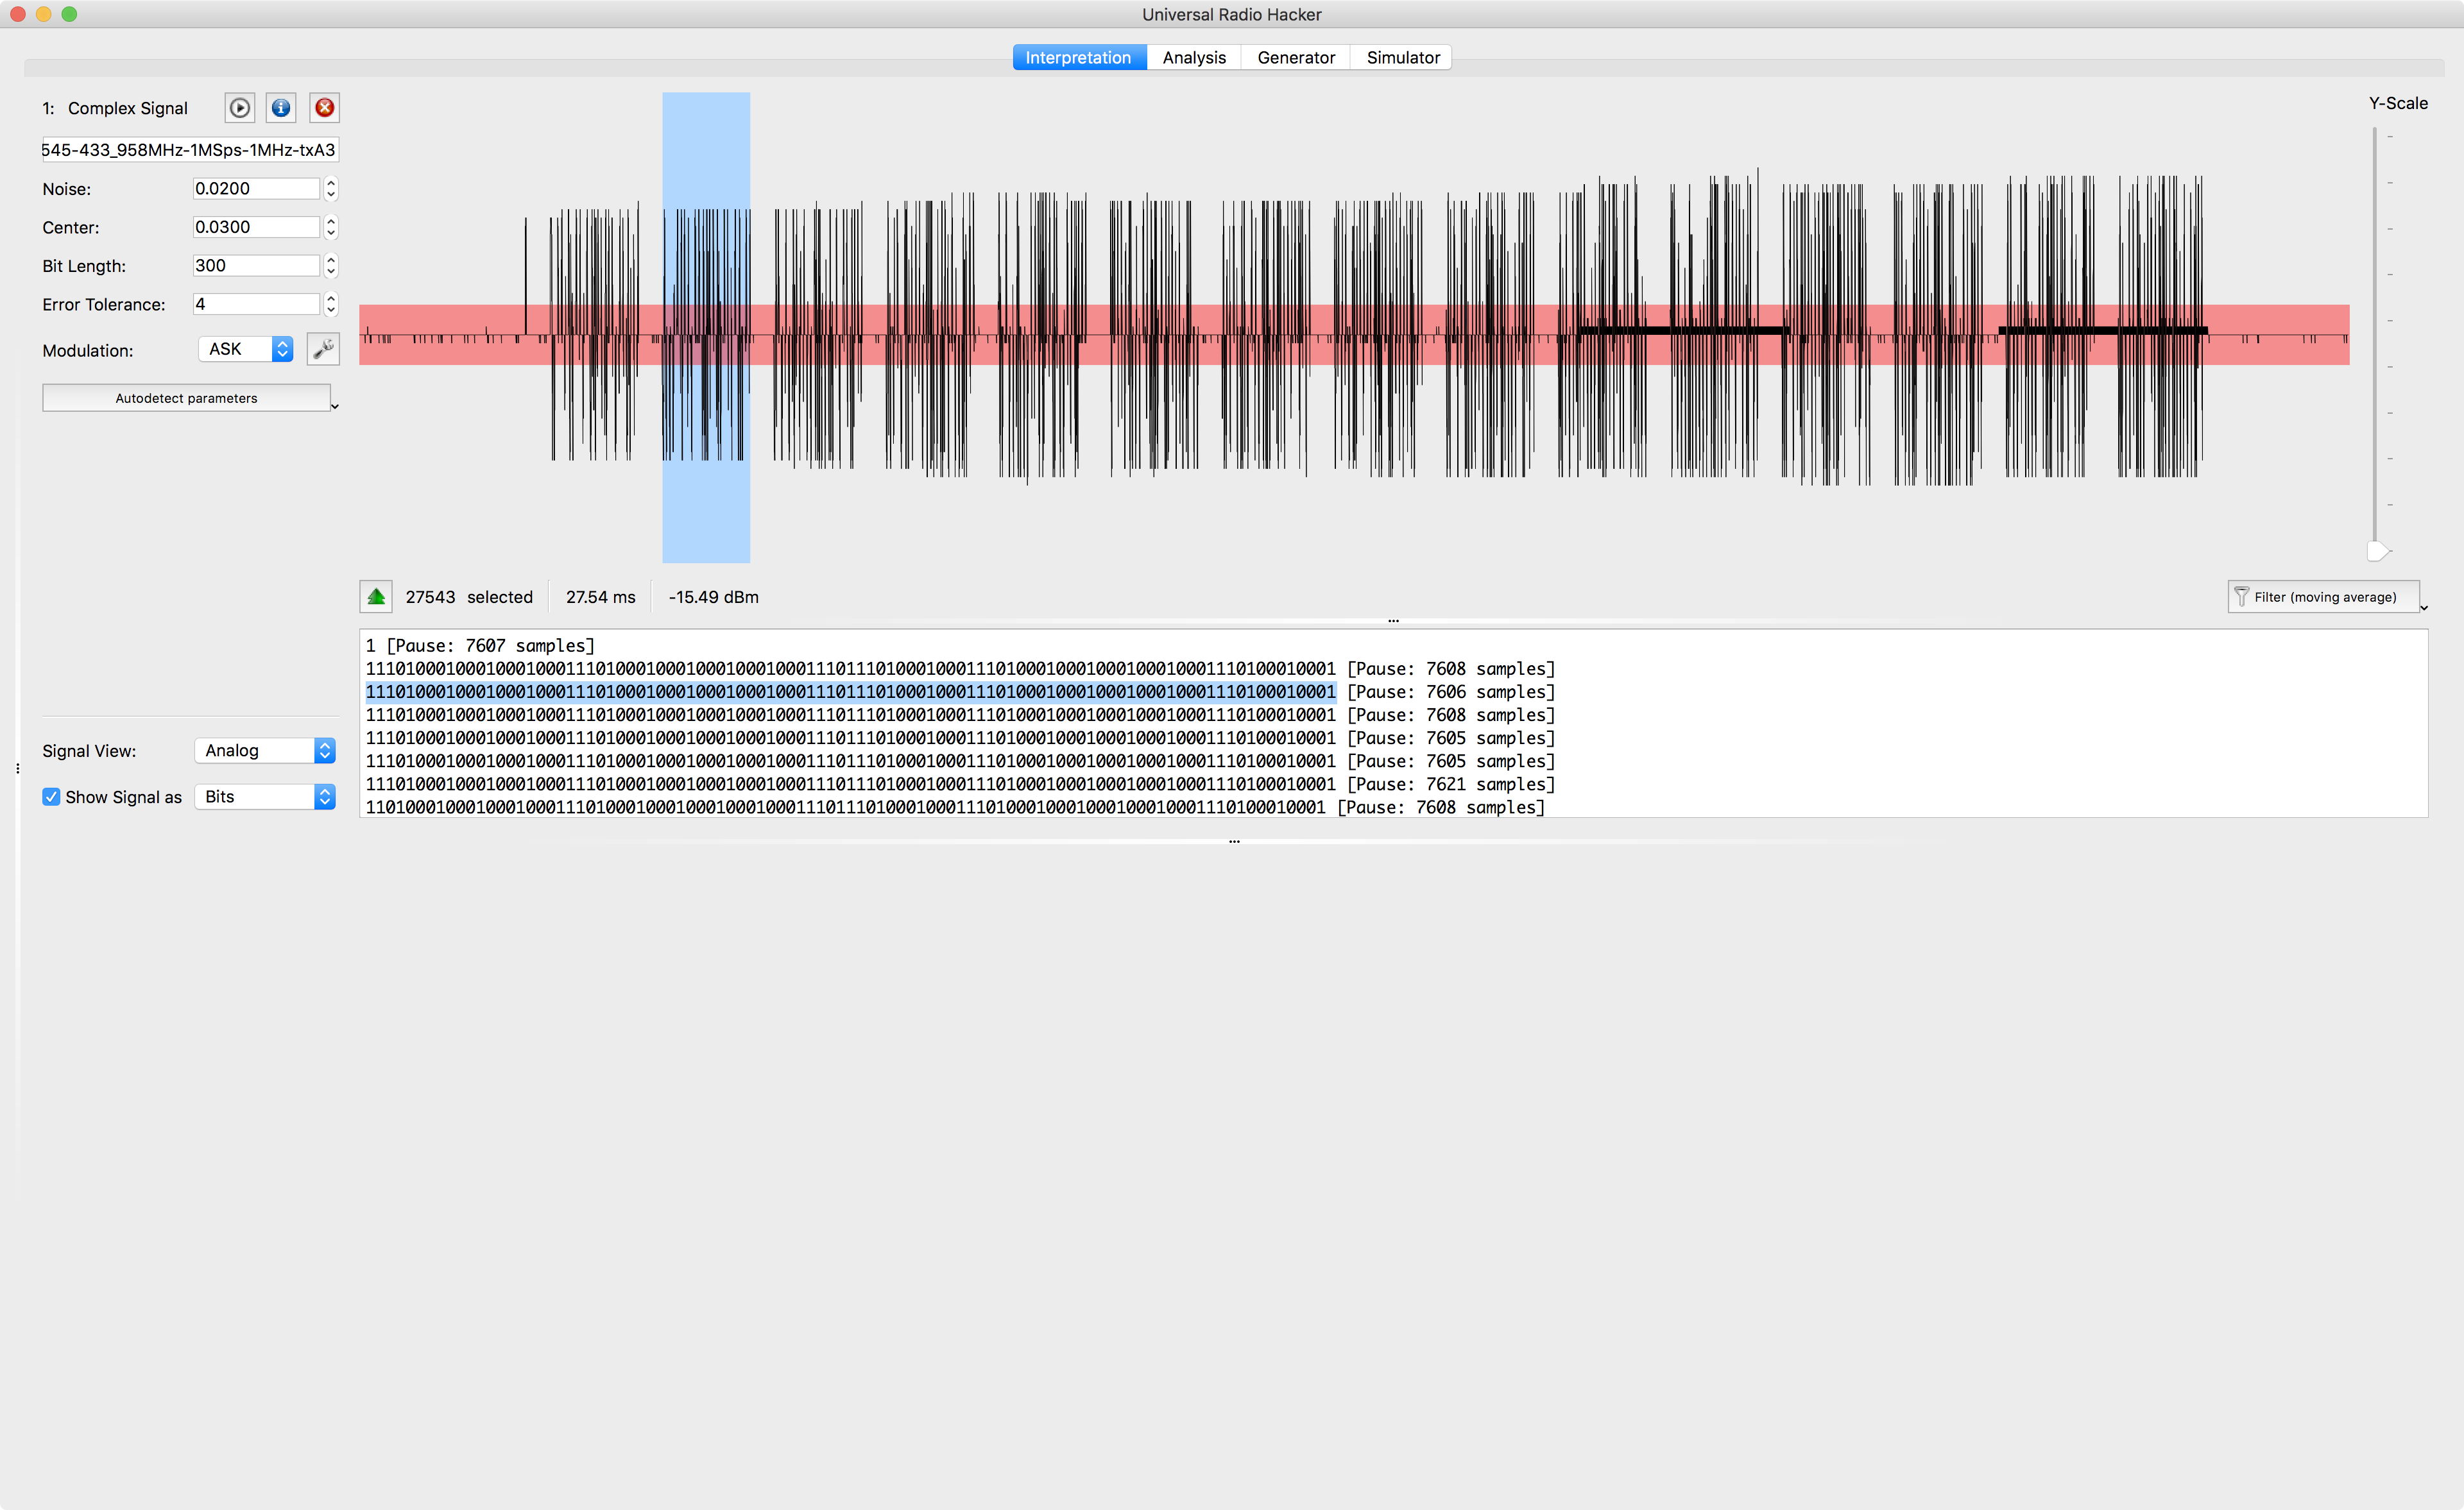 Universal Radio Hacker
Interpretation Analysis Generator Simulator
1: Complex Signal
545-433_958MHz-1MSps-1MHz-txA3
Noise: 0.0200
Center: 0.0300
Bit Length: 300
Error Tolerance: 4
Modulation: ASK
Autodetect parameters
Y-Scale
27543 selected 27.54 ms -15.49 dBm
Filter (moving average)
1 [Pause: 7607 samples]
1110100010001000100011101000100010001000100011101110100010001110100010001000100010001110100010001 [Pause: 7608 samples]
1110100010001000100011101000100010001000100011101110100010001110100010001000100010001110100010001 [Pause: 7606 samples]
1110100010001000100011101000100010001000100011101110100010001110100010001000100010001110100010001 [Pause: 7608 samples]
1110100010001000100011101000100010001000100011101110100010001110100010001000100010001110100010001 [Pause: 7605 samples]
1110100010001000100011101000100010001000100011101110100010001110100010001000100010001110100010001 [Pause: 7605 samples]
1110100010001000100011101000100010001000100011101110100010001110100010001000100010001110100010001 [Pause: 7621 samples]
110100010001000100011101000100010001000100011101110100010001110100010001000100010001110100010001 [Pause: 7608 samples]
Signal View: Analog
Show Signal as Bits